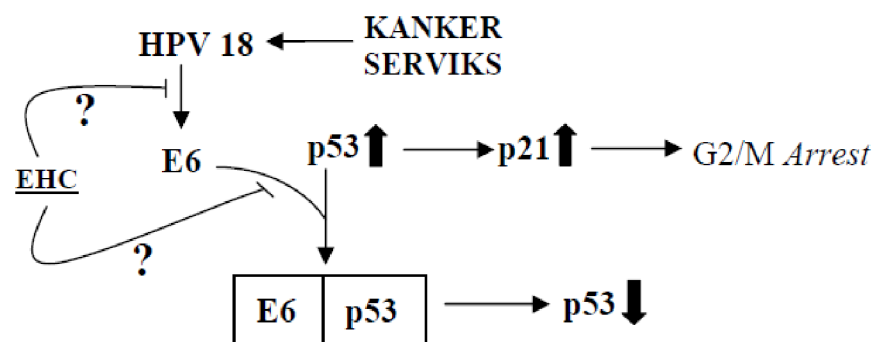 KANKER
HPV 18
SERVIKS
?
E6
p53
p21
G2/M Arrest
EHC
?
E6
p53
p53